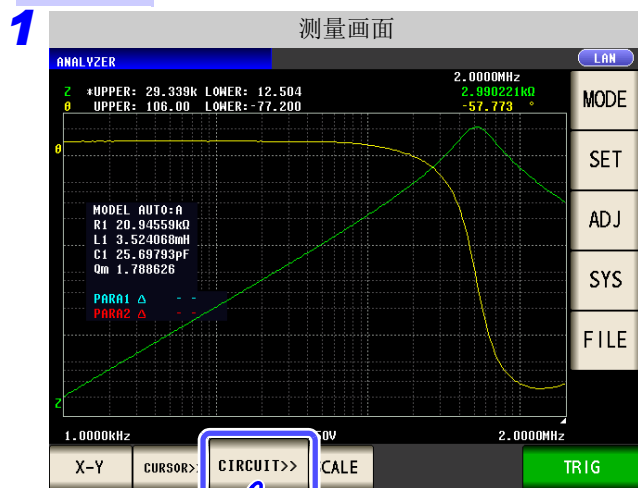 1
测量画面
ANALYZER
LAN
2.0000MHz
Z *UPPER: 29.339k LOWER: 12.504 2.990221kΩ
θ UPPER: 106.00 LOWER:-77.200 -57.773 °
MODE
SET
ADJ
SYS
FILE
θ
MODEL AUTO:A
R1 20.94559kΩ
L1 3.524068mH
C1 25.69793pF
Qm 1.788626
PARA1 Δ - -
PARA2 Δ - -
Z
1.0000kHz 50V 2.0000MHz
X-Y CURSOR>> CIRCUIT>> SCALE TRIG